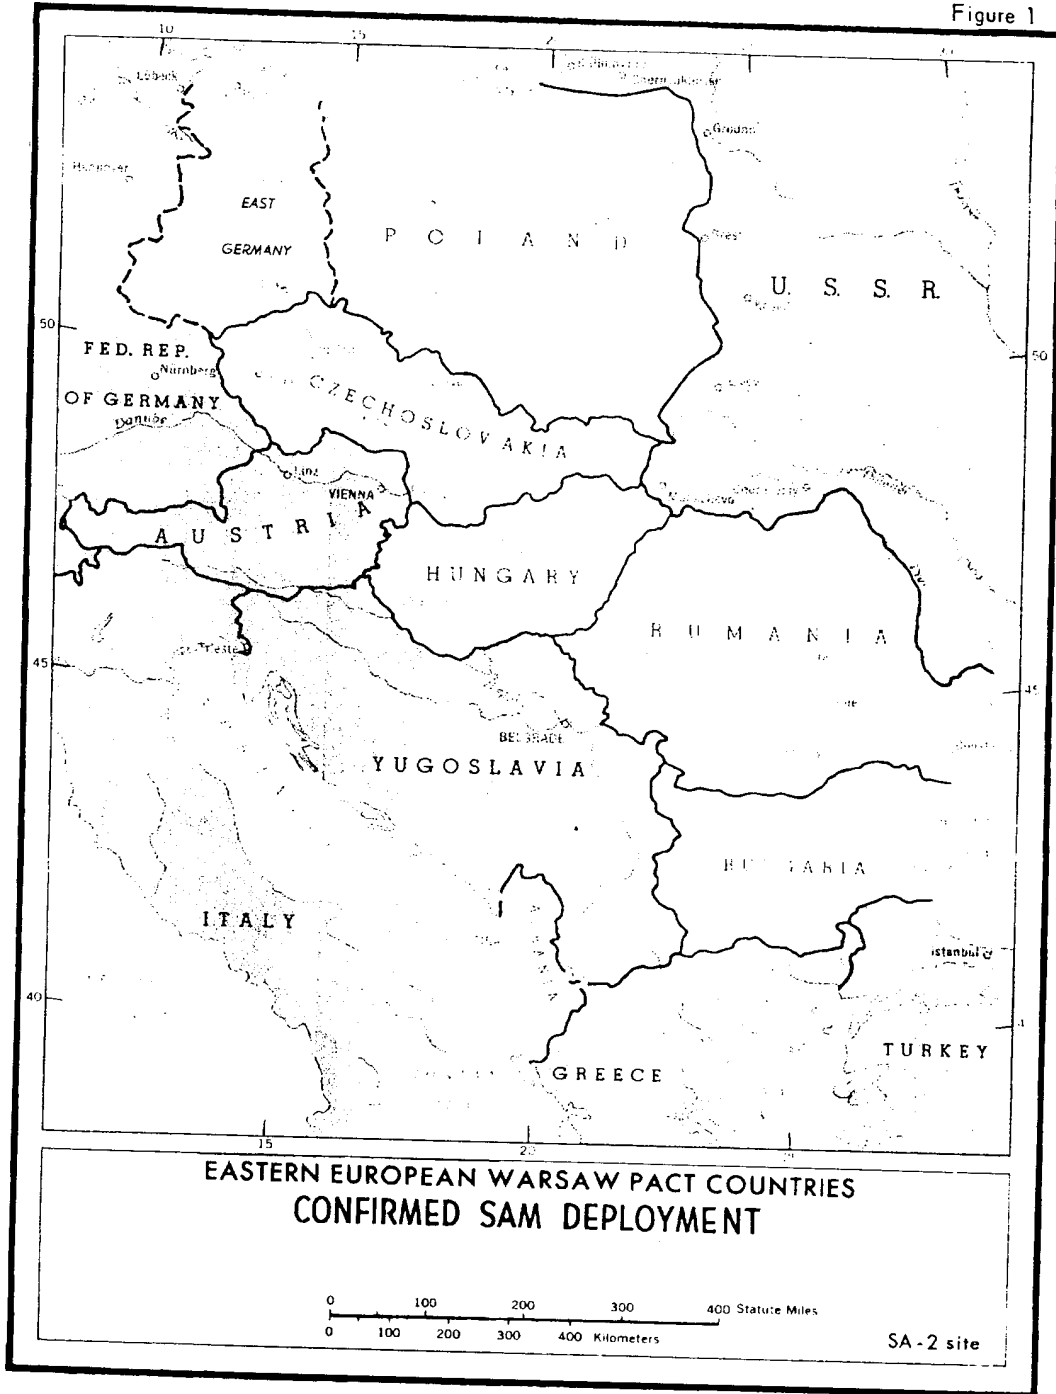 Figure 1
10
15
Lübeck
Grodno
Hannover
EAST
GERMANY
POLAND
Brest
U. S. S. R.
50
50
FED. REP.
Nürnberg
OF GERMANY
Danube
CZECHOSLOVAKIA
Linz
VIENNA
AUSTRIA
HUNGARY
RUMANIA
Trieste
45
45
BELGRADE
YUGOSLAVIA
BULGARIA
ITALY
Istanbul
40
TURKEY
GREECE
15
20
EASTERN EUROPEAN WARSAW PACT COUNTRIES
CONFIRMED SAM DEPLOYMENT
0 100 200 300 400 Statute Miles
0 100 200 300 400 Kilometers
SA-2 site